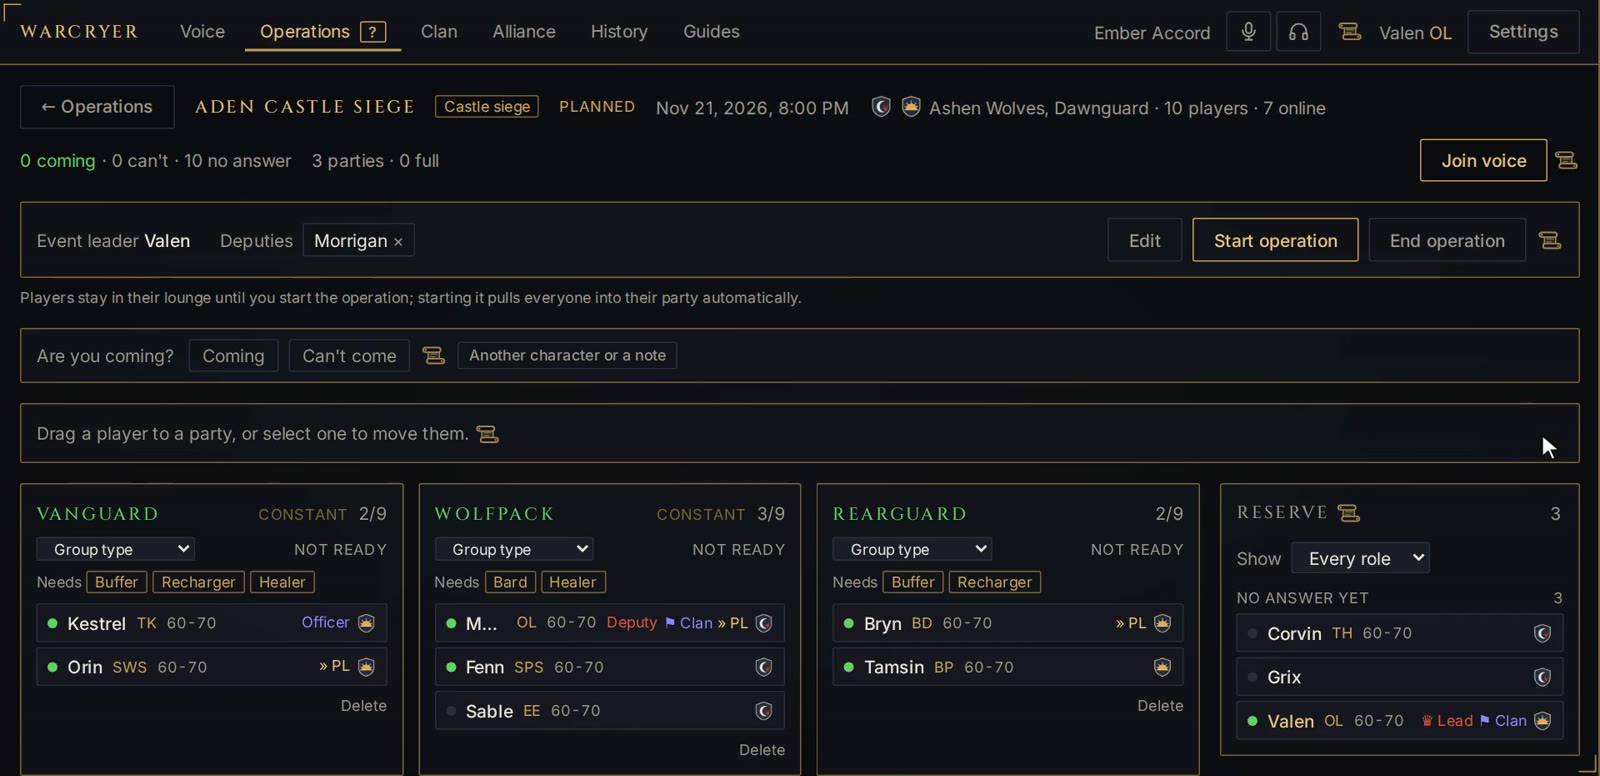 WARCRYER Voice Operations ? Clan Alliance History Guides Ember Accord Valen OL Settings
← Operations ADEN CASTLE SIEGE Castle siege PLANNED Nov 21, 2026, 8:00 PM Ashen Wolves, Dawnguard · 10 players · 7 online
0 coming · 0 can't · 10 no answer 3 parties · 0 full Join voice
Event leader Valen Deputies Morrigan × Edit Start operation End operation
Players stay in their lounge until you start the operation; starting it pulls everyone into their party automatically.
Are you coming? Coming Can't come Another character or a note
Drag a player to a party, or select one to move them.
VANGUARD CONSTANT 2/9
Group type NOT READY
Needs Buffer Recharger Healer
Kestrel TK 60-70 Officer
Orin SWS 60-70 » PL
Delete
WOLFPACK CONSTANT 3/9
Group type NOT READY
Needs Bard Healer
M... OL 60-70 Deputy ⚑ Clan » PL
Fenn SPS 60-70
Sable EE 60-70
Delete
REARGUARD 2/9
Group type NOT READY
Needs Buffer Recharger
Bryn BD 60-70 » PL
Tamsin BP 60-70
Delete
RESERVE 3
Show Every role
NO ANSWER YET 3
Corvin TH 60-70
Grix
Valen OL 60-70 ♛ Lead ⚑ Clan